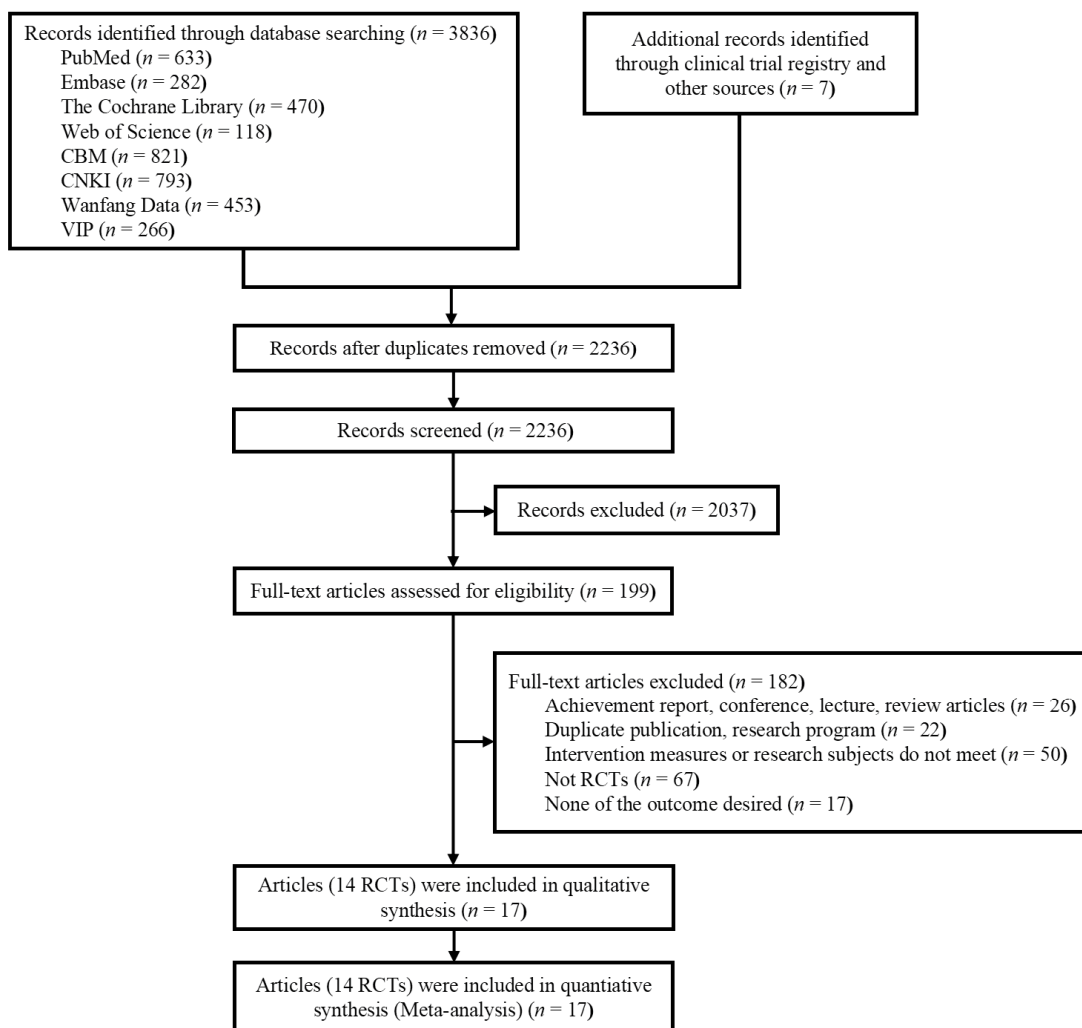 Records identified through database searching (n = 3836)
PubMed (n = 633)
Embase (n = 282)
The Cochrane Library (n = 470)
Web of Science (n = 118)
CBM (n = 821)
CNKI (n = 793)
Wanfang Data (n = 453)
VIP (n = 266)
Additional records identified
through clinical trial registry and
other sources (n = 7)
Records after duplicates removed (n = 2236)
Records screened (n = 2236)
Records excluded (n = 2037)
Full-text articles assessed for eligibility (n = 199)
Full-text articles excluded (n = 182)
Achievement report, conference, lecture, review articles (n = 26)
Duplicate publication, research program (n = 22)
Intervention measures or research subjects do not meet (n = 50)
Not RCTs (n = 67)
None of the outcome desired (n = 17)
Articles (14 RCTs) were included in qualitative
synthesis (n = 17)
Articles (14 RCTs) were included in quantiative
synthesis (Meta-analysis) (n = 17)